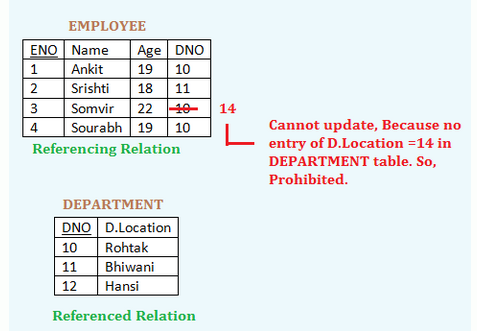 EMPLOYEE
ENO Name Age DNO
1 Ankit 19 10
2 Srishti 18 11
3 Somvir 22 10 14
4 Sourabh 19 10
Referencing Relation
Cannot update, Because no
entry of D.Location =14 in
DEPARTMENT table. So,
Prohibited.
DEPARTMENT
DNO D.Location
10 Rohtak
11 Bhiwani
12 Hansi
Referenced Relation